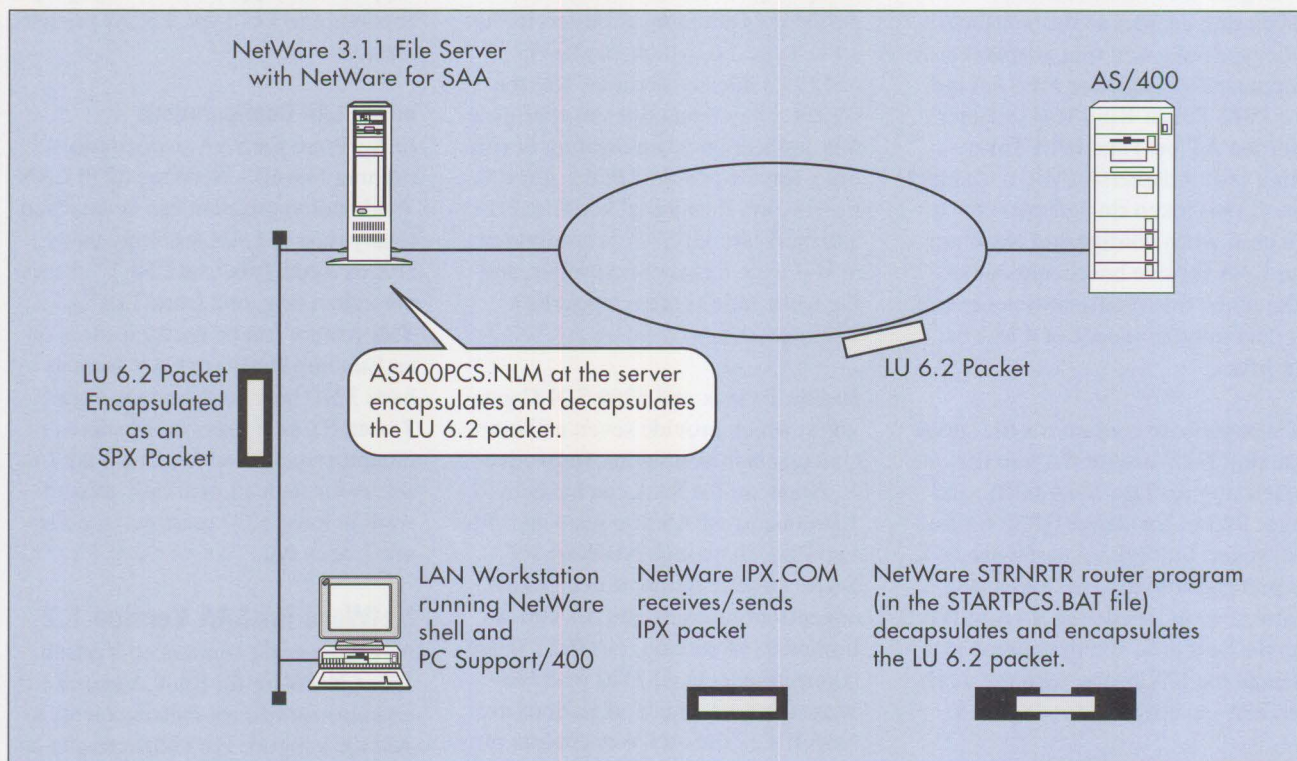 NetWare 3.11 File Server
with NetWare for SAA
AS/400
LU 6.2 Packet
Encapsulated
as an
SPX Packet
AS400PCS.NLM at the server
encapsulates and decapsulates
the LU 6.2 packet.
LU 6.2 Packet
LAN Workstation
running NetWare
shell and
PC Support/400
NetWare IPX.COM
receives/sends
IPX packet
NetWare STRNRTR router program
(in the STARTPCS.BAT file)
decapsulates and encapsulates
the LU 6.2 packet.